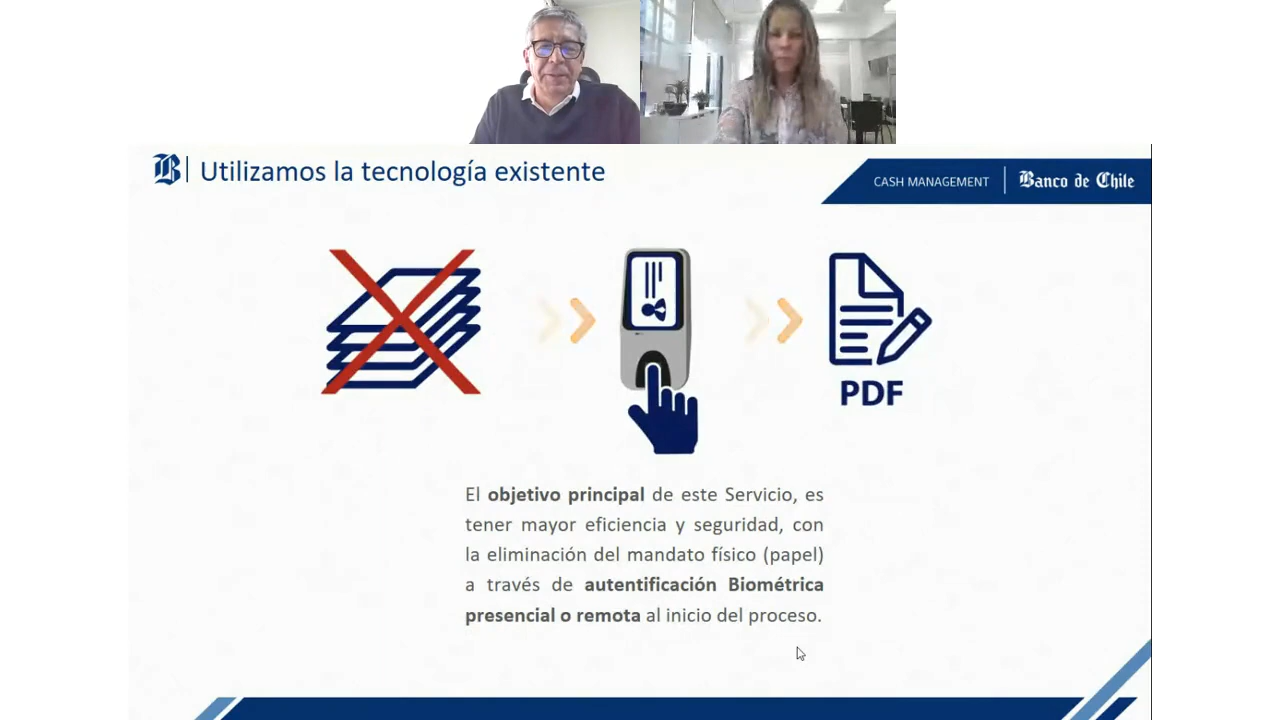 Utilizamos la tecnología existente
CASH MANAGEMENT
Banco de Chile
PDF
El objetivo principal de este Servicio, es
tener mayor eficiencia y seguridad, con
la eliminación del mandato físico (papel)
a través de autentificación Biométrica
presencial o remota al inicio del proceso.